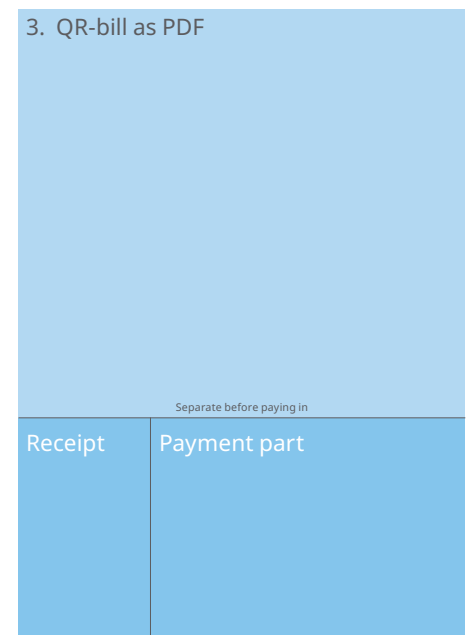 3. QR-bill as PDF
Separate before paying in
Receipt
Payment part